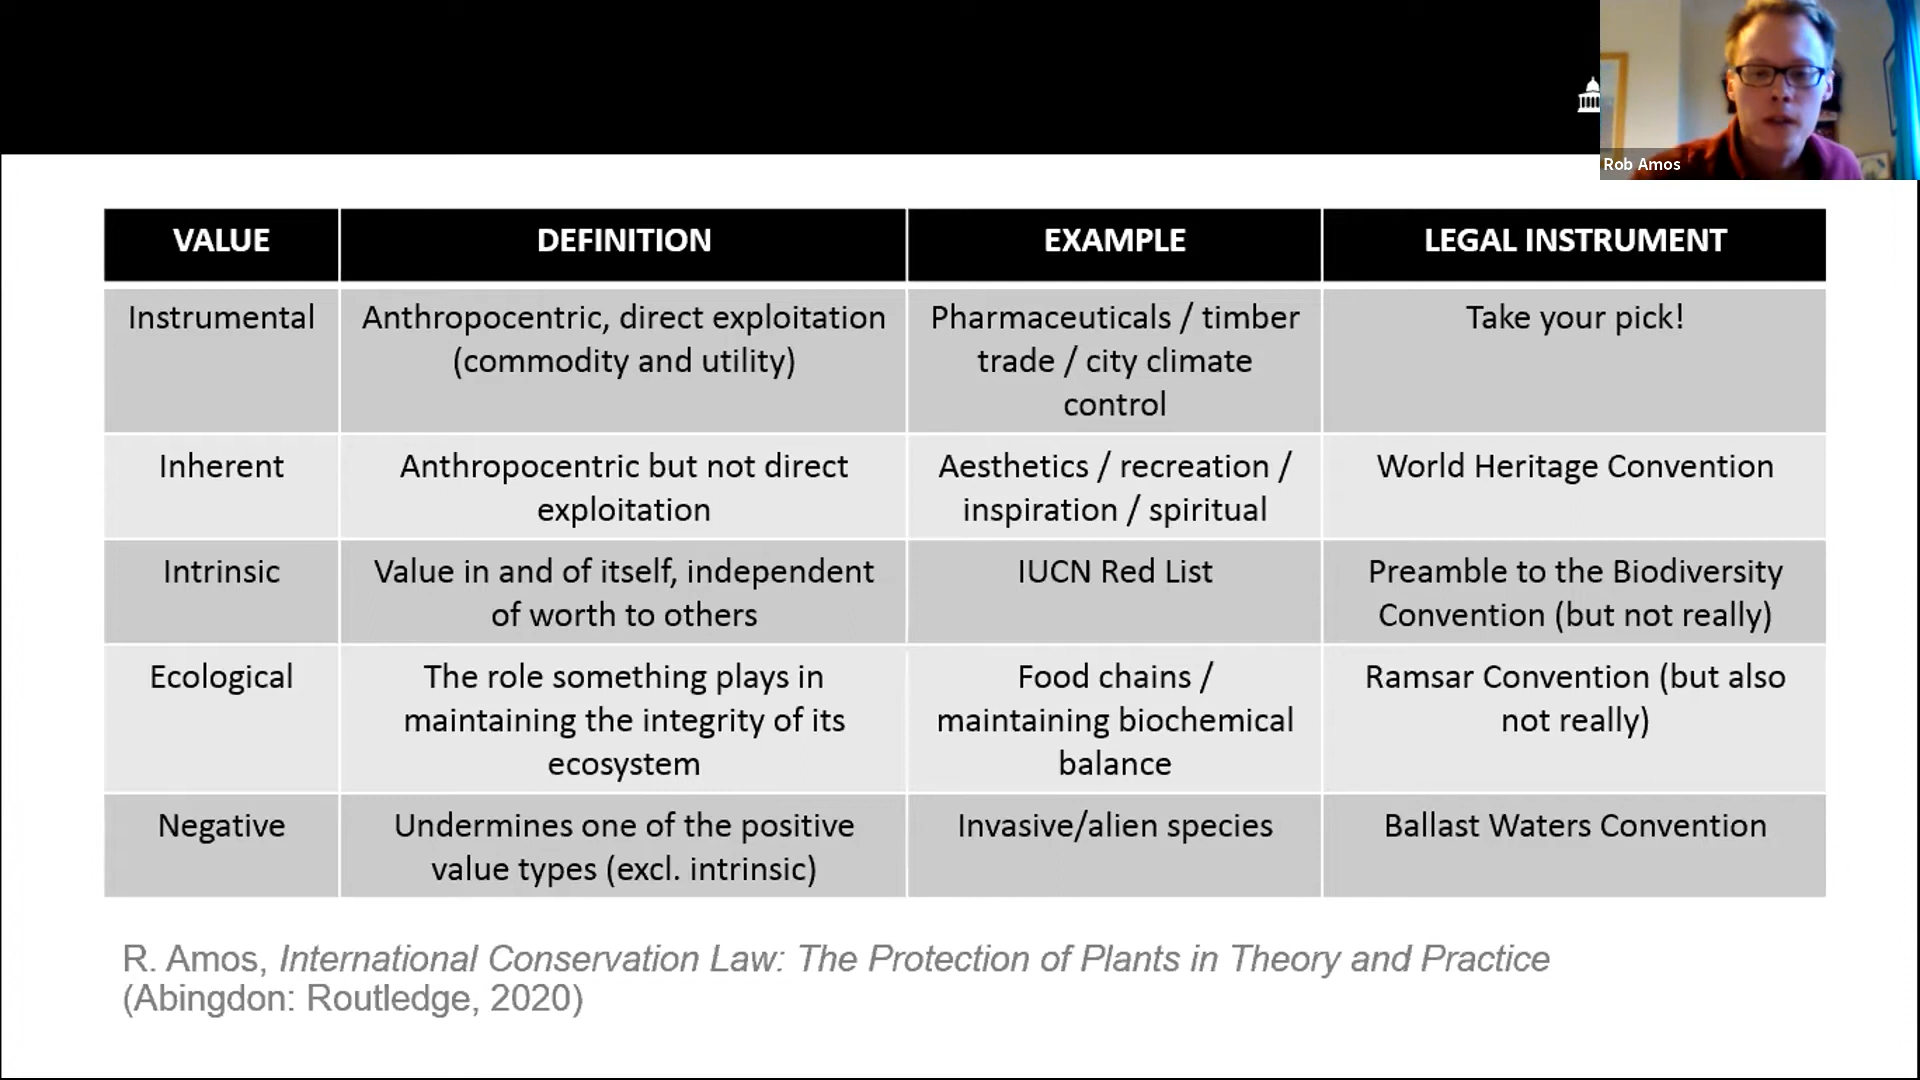 Rob Amos
VALUE
DEFINITION
EXAMPLE
LEGAL INSTRUMENT
Instrumental
Anthropocentric, direct exploitation
(commodity and utility)
Pharmaceuticals / timber
trade / city climate
control
Take your pick!
Inherent
Anthropocentric but not direct
exploitation
Aesthetics / recreation /
inspiration / spiritual
World Heritage Convention
Intrinsic
Value in and of itself, independent
of worth to others
IUCN Red List
Preamble to the Biodiversity
Convention (but not really)
Ecological
The role something plays in
maintaining the integrity of its
ecosystem
Food chains /
maintaining biochemical
balance
Ramsar Convention (but also
not really)
Negative
Undermines one of the positive
value types (excl. intrinsic)
Invasive/alien species
Ballast Waters Convention
R. Amos, International Conservation Law: The Protection of Plants in Theory and Practice
(Abingdon: Routledge, 2020)